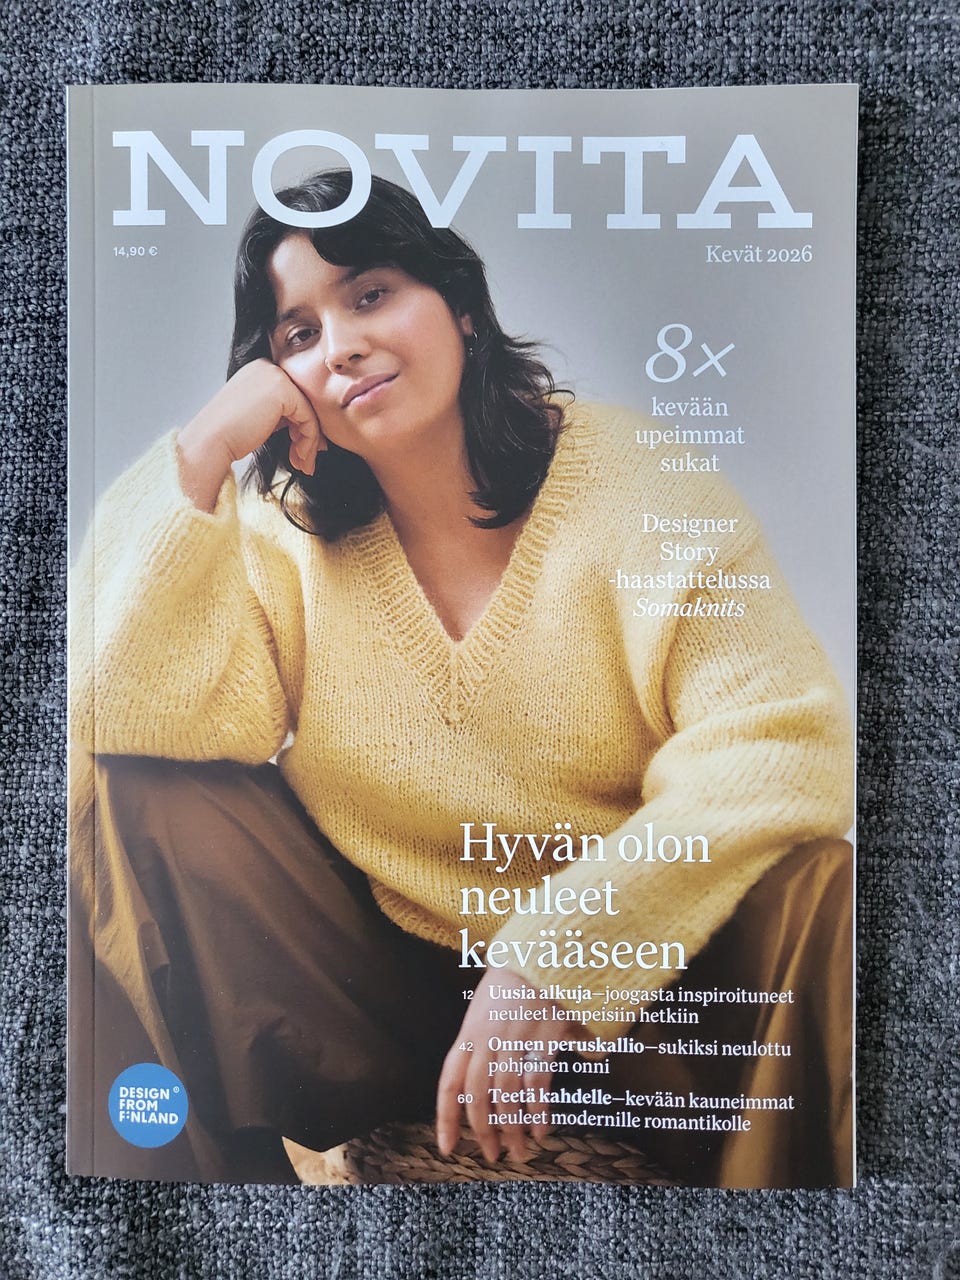 NOVITA
14,90 €
Kevät 2026
8×
kevään
upeimmat
sukat
Designer
Story
-haastattelussa
Somaknits
Hyvän olon
neuleet
kevääseen
12 Uusia alkuja—joogasta inspiroituneet
neuleet lempeisiin hetkiin
42 Onnen peruskallio—sukiksi neulottu
pohjoinen onni
60 Teetä kahdelle—kevään kauneimmat
neuleet modernille romantikolle
DESIGN ®
FROM
FINLAND